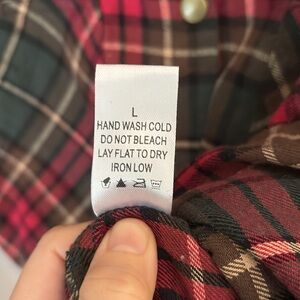 L
HAND WASH COLD
DO NOT BLEACH
LAY FLAT TO DRY
IRON LOW